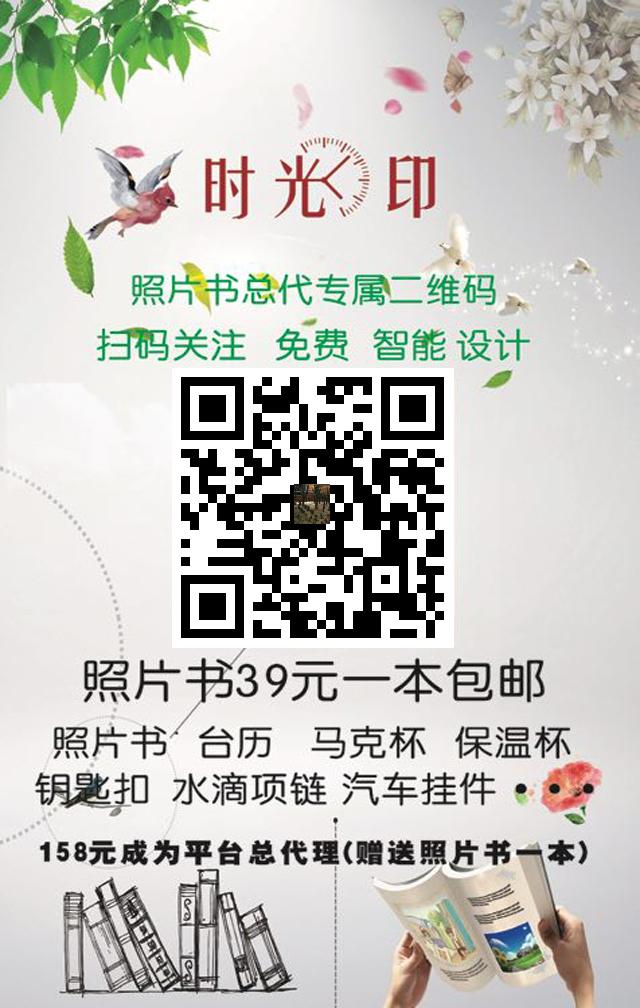 时光印
照片书总代专属二维码
扫码关注 免费 智能 设计
照片书39元一本包邮
照片书 台历 马克杯 保温杯
钥匙扣 水滴项链 汽车挂件
158元成为平台总代理(赠送照片书一本)